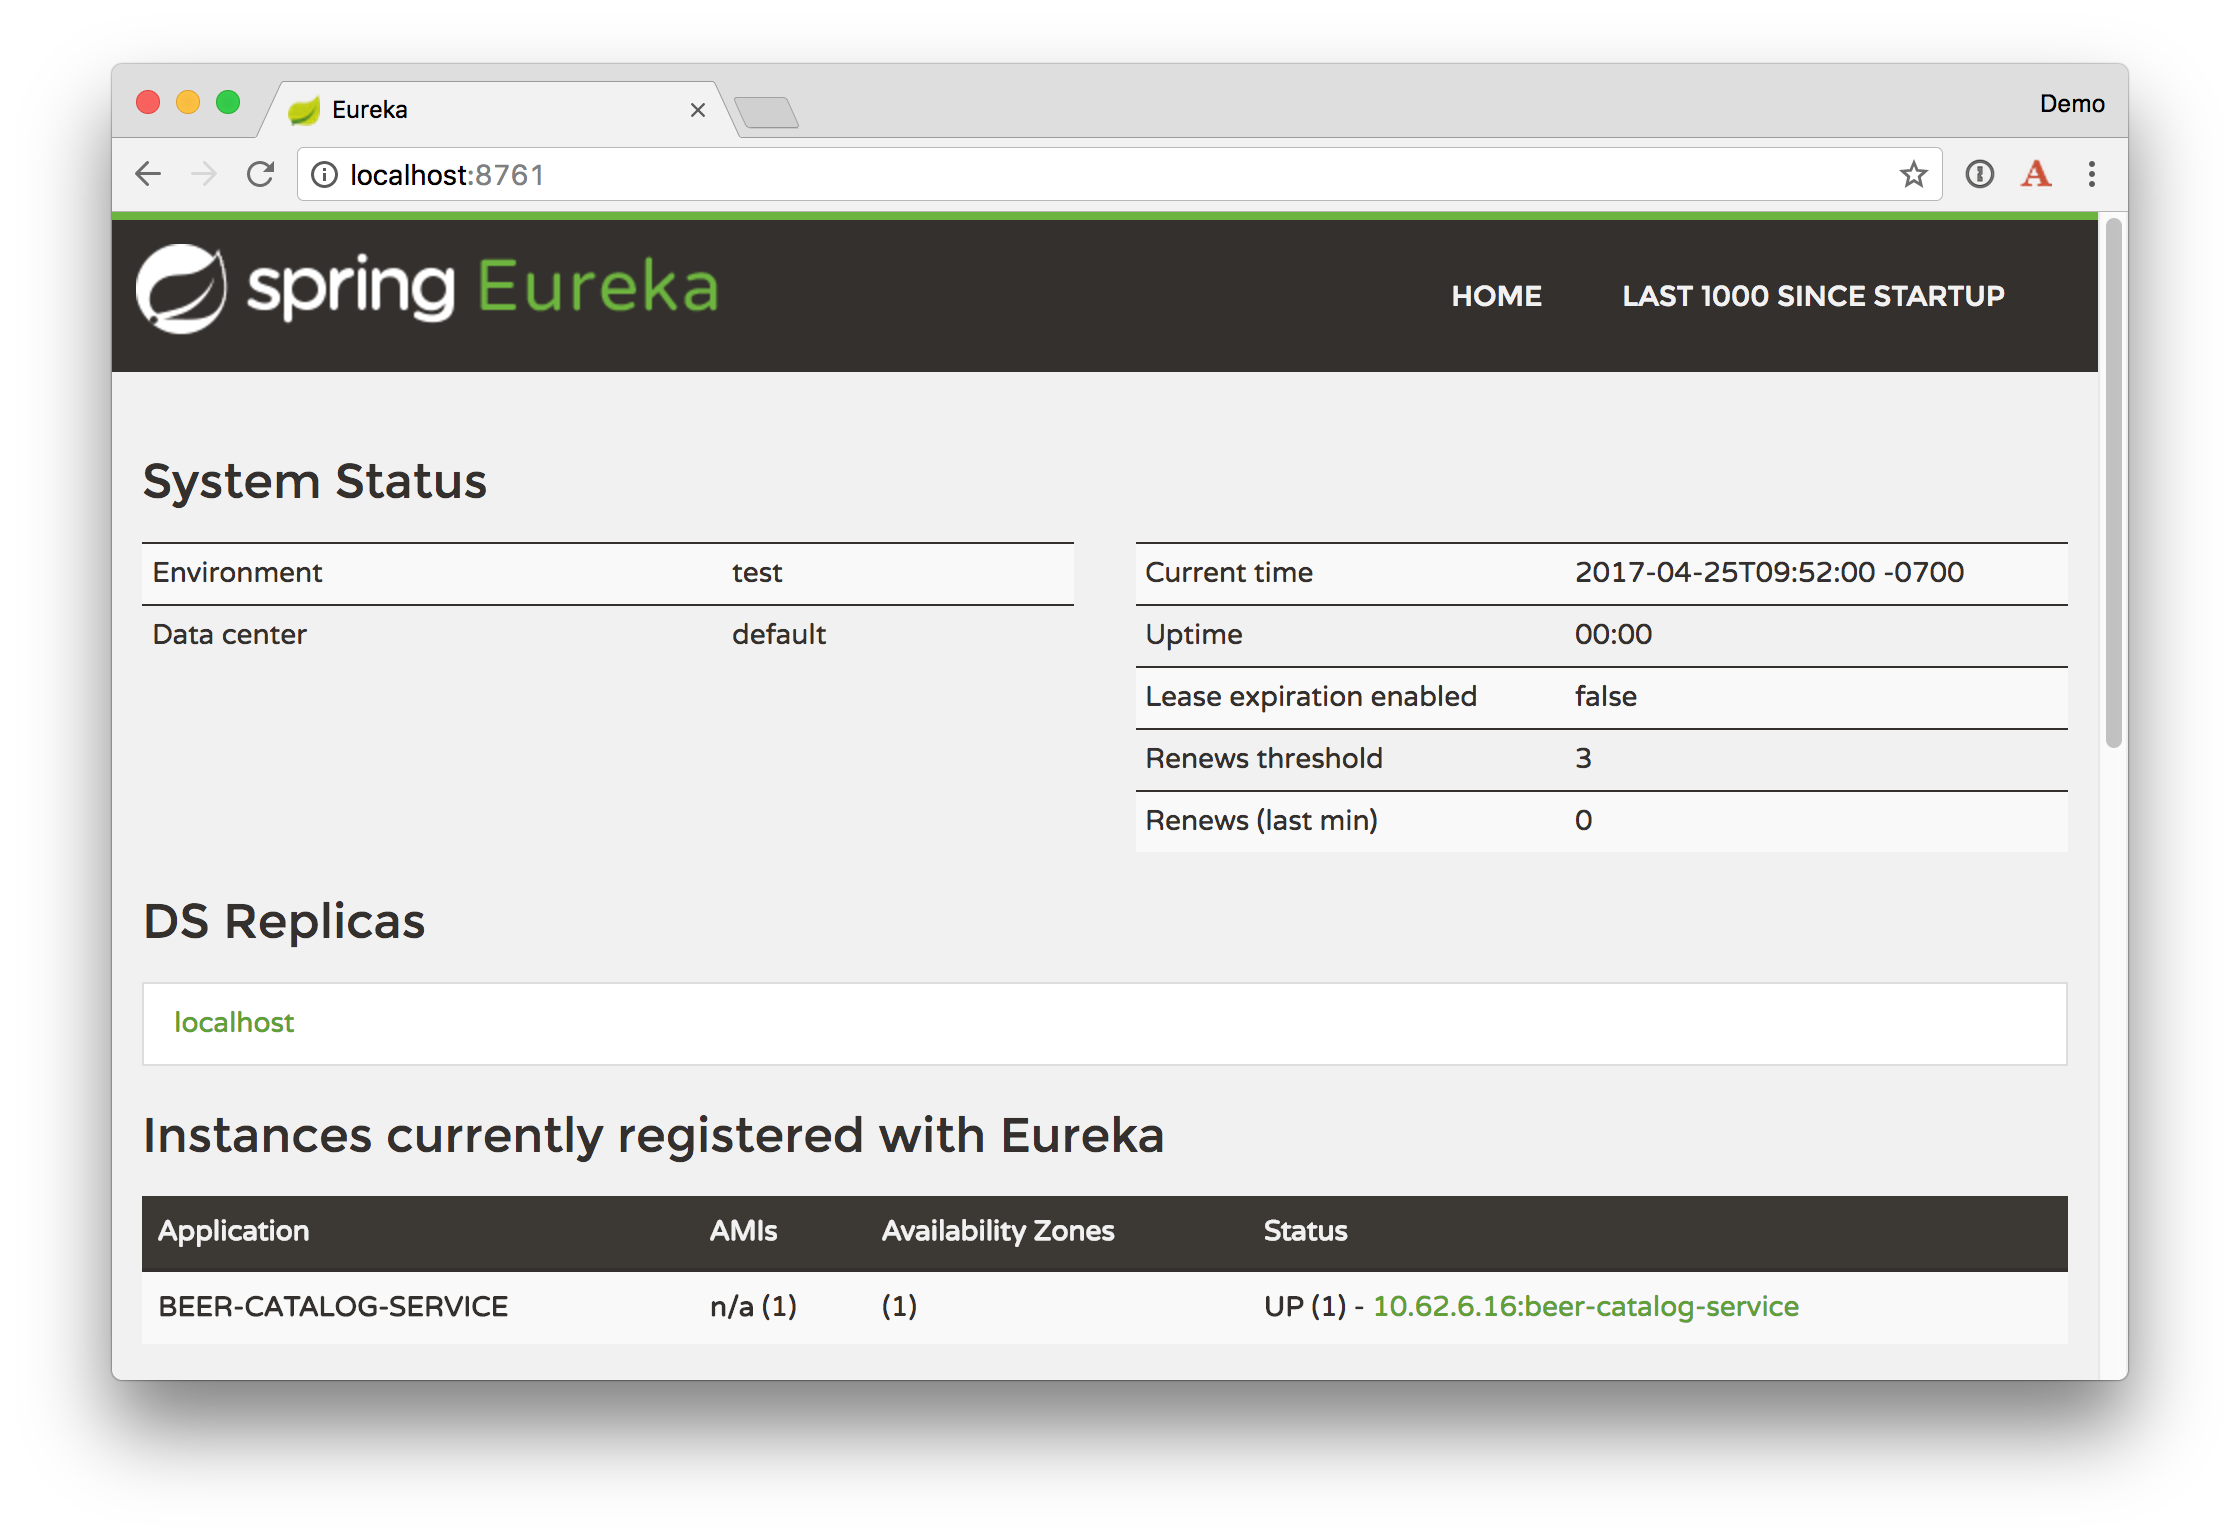 Eureka
Demo
localhost:8761
A
spring Eureka
HOME LAST 1000 SINCE STARTUP
System Status
Environment test
Data center default
Current time 2017-04-25T09:52:00 -0700
Uptime 00:00
Lease expiration enabled false
Renews threshold 3
Renews (last min) 0
DS Replicas
localhost
Instances currently registered with Eureka
Application AMIs Availability Zones Status
BEER-CATALOG-SERVICE n/a (1) (1) UP (1) - 10.62.6.16:beer-catalog-service